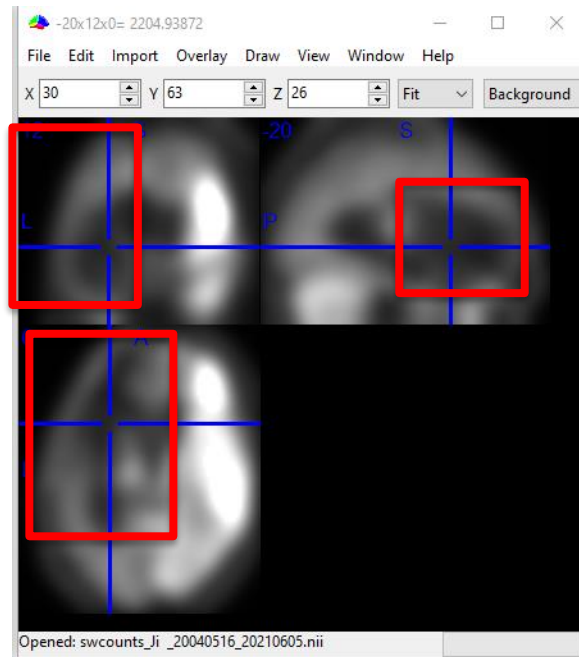 -20x12x0= 2204.93872
File Edit Import Overlay Draw View Window Help
X 30 Y 63 Z 26 Fit Background
-20 S
L P
A
Opened: swcounts_Ji _20040516_20210605.nii